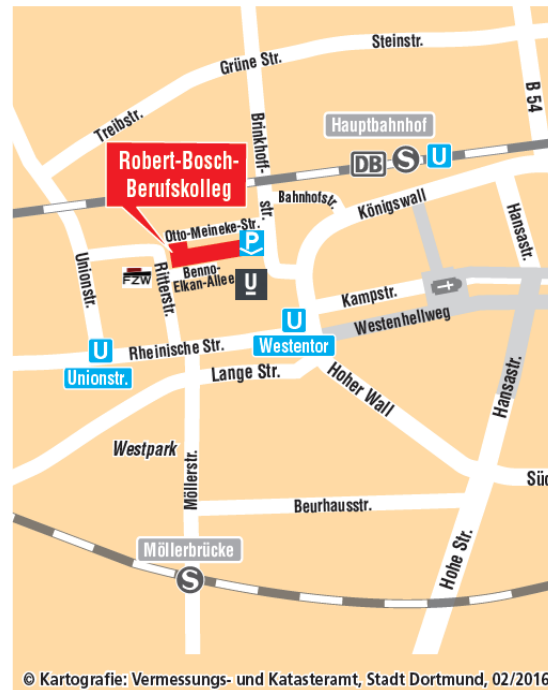 Steinstr.
Grüne Str.
B 54
Treibstr.
Brinkhoff-
str.
Hauptbahnhof
DB S U
Robert-Bosch-
Berufskolleg
Bahnhofstr.
Königswall
Otto-Meineke-Str.
P
Hansastr.
Unionstr.
FZW
Ritterstr.
Benno-
Elkan-Allee
U
Kampstr.
U
Westentor
Westenhellweg
U
Unionstr.
Rheinische Str.
Lange Str.
Hoher Wall
Hansastr.
Westpark
Möllerstr.
Süd
Beurhausstr.
Möllerbrücke
S
Hohe Str.
© Kartografie: Vermessungs- und Katasteramt, Stadt Dortmund, 02/2016